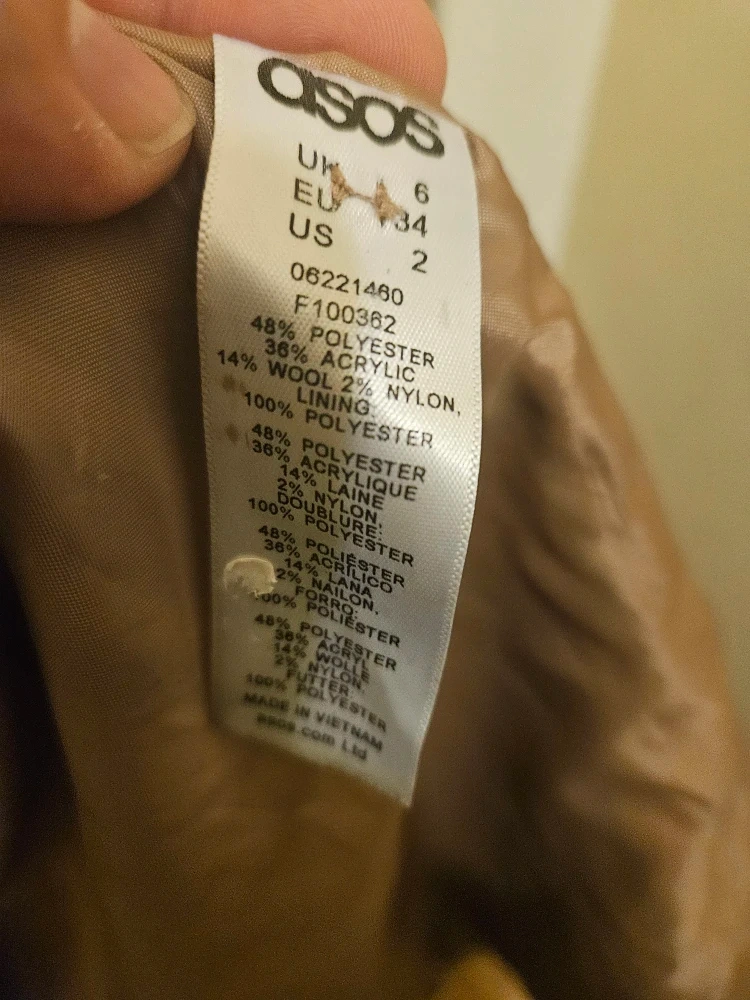 asos
UK 6
EU 34
US 2
06221460
F100362
48% POLYESTER
36% ACRYLIC
14% WOOL 2% NYLON,
LINING:
100% POLYESTER
48% POLYESTER
36% ACRYLIQUE
14% LAINE
2% NYLON,
DOUBLURE:
100% POLYESTER
48% POLIÉSTER
36% ACRÍLICO
14% LANA
2% NAILON,
FORRO:
100% POLIÉSTER
48% POLYESTER
36% ACRYL
14% WOLLE
2% NYLON,
FUTTER:
100% POLYESTER
MADE IN VIETNAM
asos.com Ltd